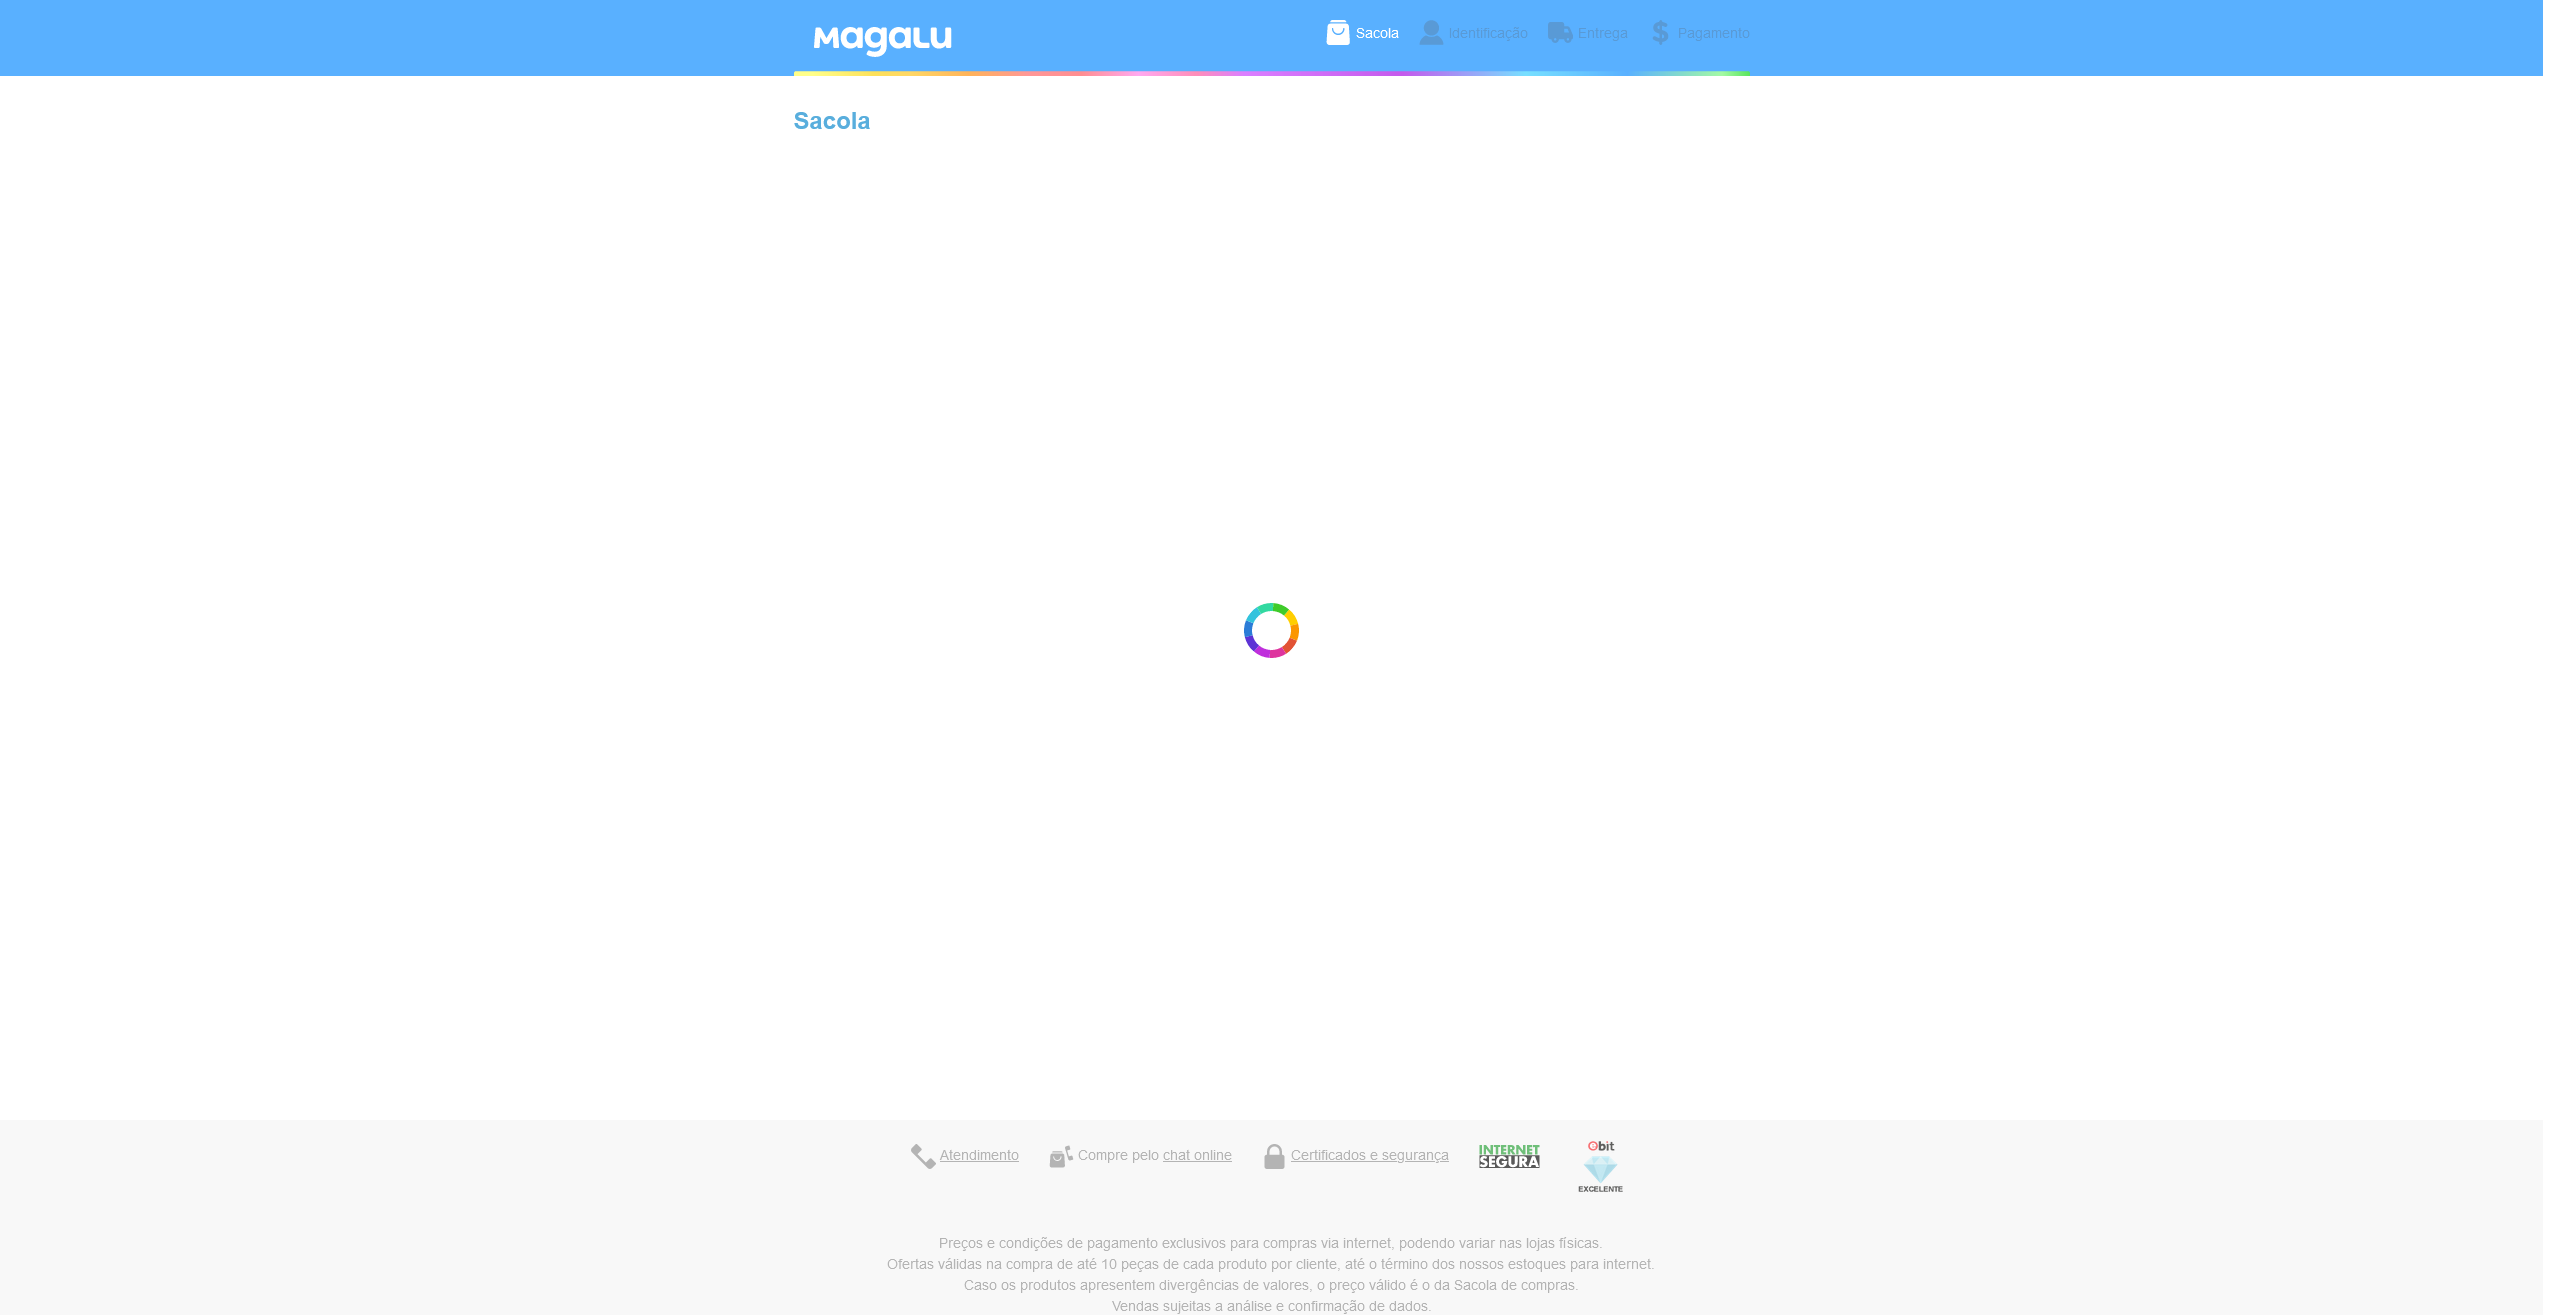 Magalu
Sacola Identificação Entrega Pagamento
Sacola
Atendimento Compre pelo chat online Certificados e segurança INTERNET SEGURA ebit EXCELENTE
Preços e condições de pagamento exclusivos para compras via internet, podendo variar nas lojas físicas.
Ofertas válidas na compra de até 10 peças de cada produto por cliente, até o término dos nossos estoques para internet.
Caso os produtos apresentem divergências de valores, o preço válido é o da Sacola de compras.
Vendas sujeitas a análise e confirmação de dados.